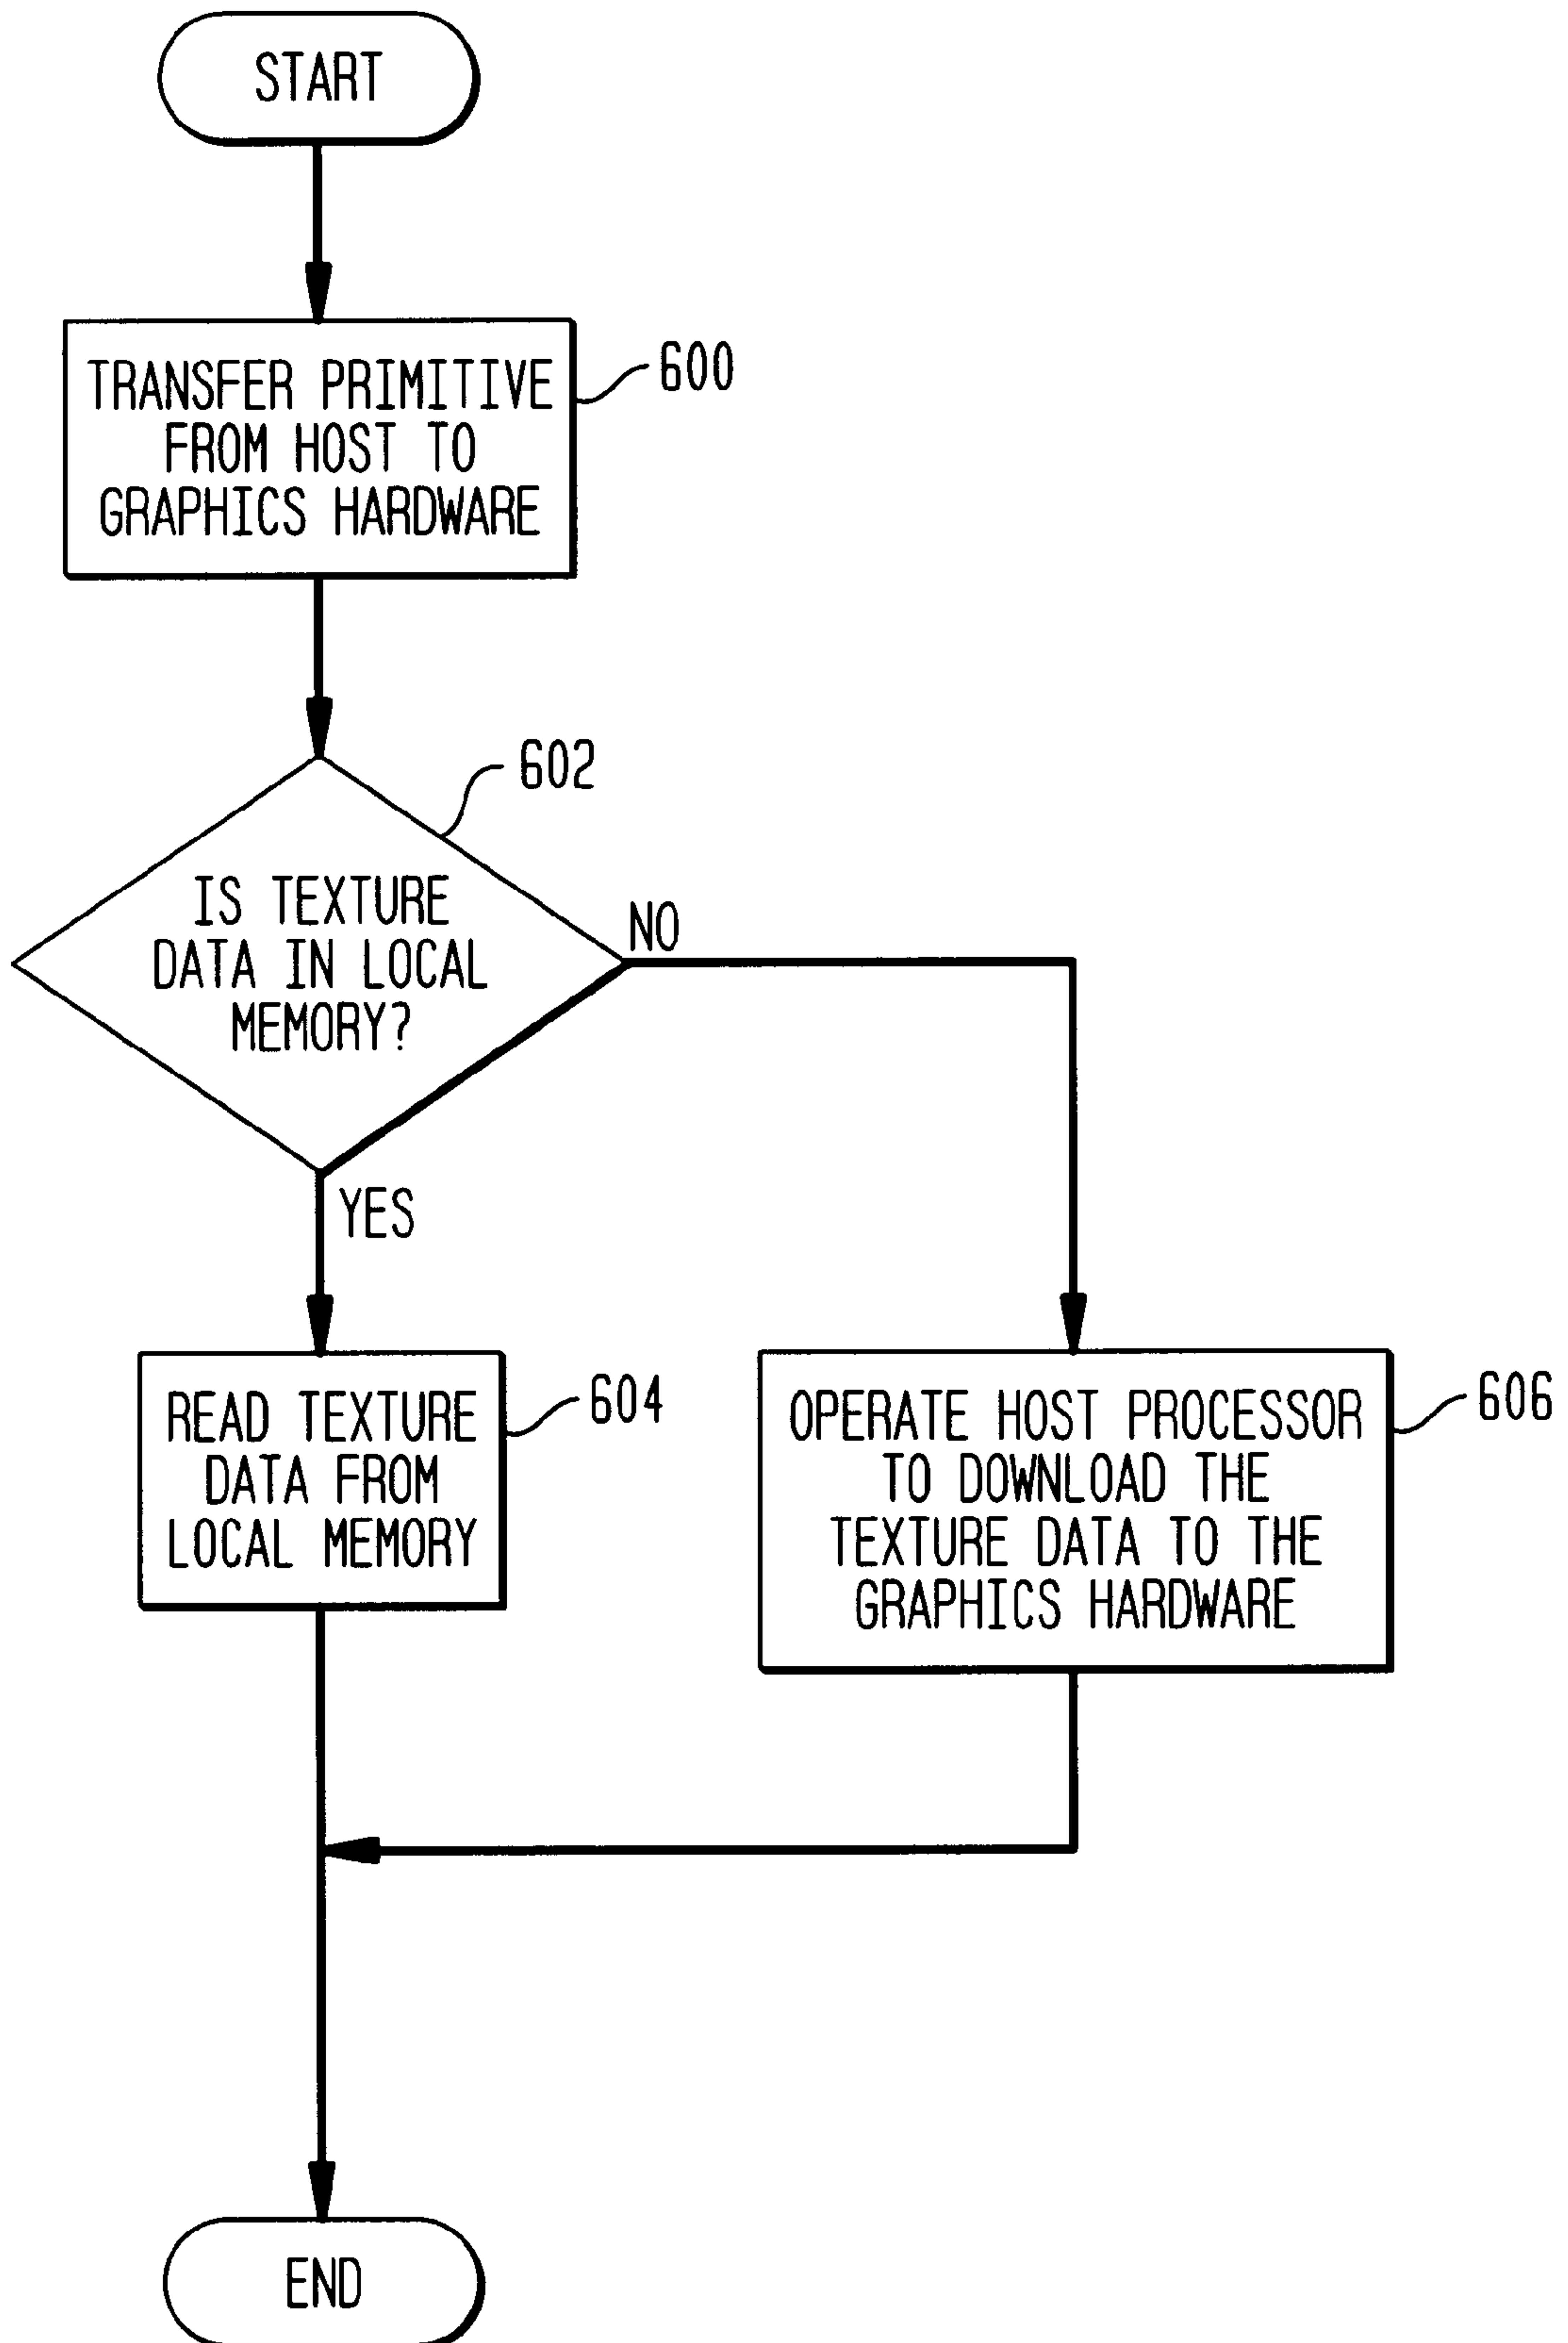 START
TRANSFER PRIMITIVE
FROM HOST TO
GRAPHICS HARDWARE
600
602
IS TEXTURE
DATA IN LOCAL
MEMORY?
NO
YES
READ TEXTURE
DATA FROM
LOCAL MEMORY
604
OPERATE HOST PROCESSOR
TO DOWNLOAD THE
TEXTURE DATA TO THE
GRAPHICS HARDWARE
606
END